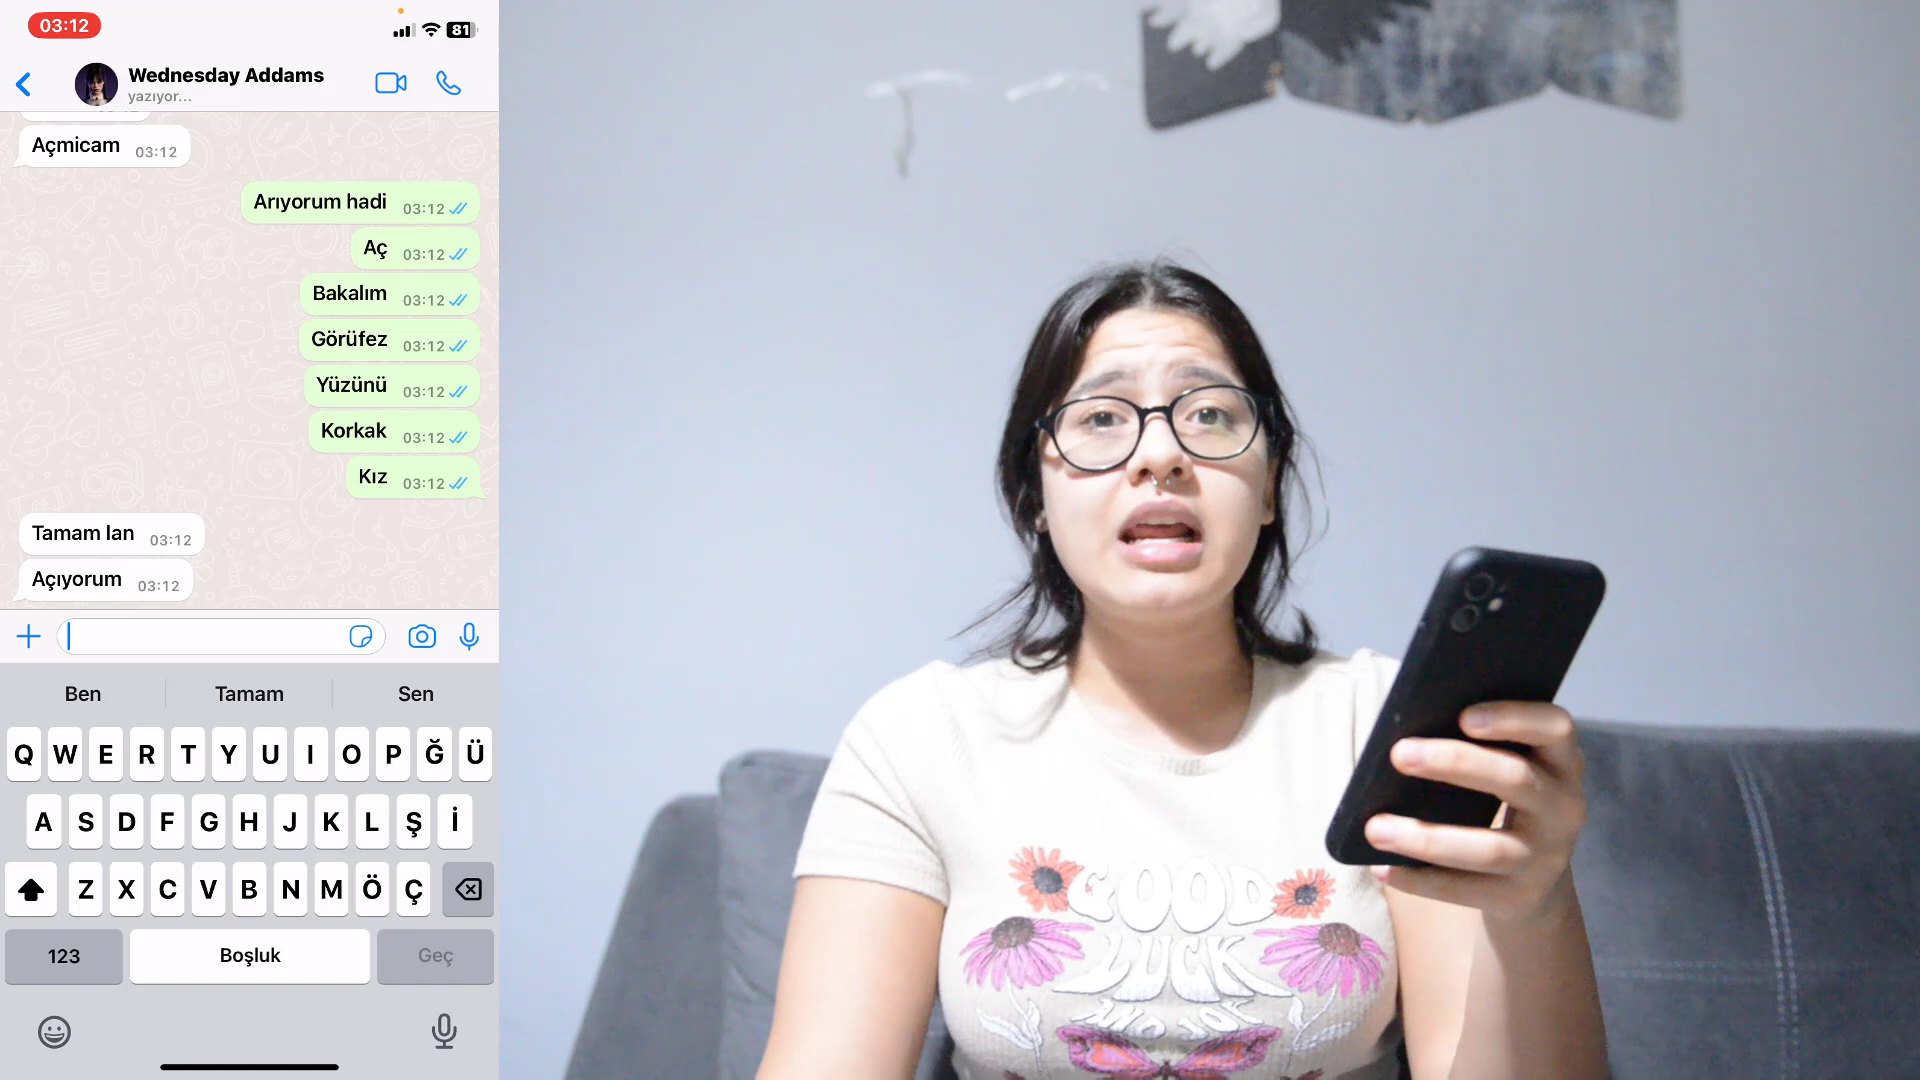 03:12
81
Wednesday Addams
yazıyor...
Açmicam 03:12
Arıyorum hadi 03:12
Aç 03:12
Bakalım 03:12
Görüfez 03:12
Yüzünü 03:12
Korkak 03:12
Kız 03:12
Tamam lan 03:12
Açıyorum 03:12
Ben Tamam Sen
Q W E R T Y U I O P Ğ Ü
A S D F G H J K L Ş İ
Z X C V B N M Ö Ç
123 Boşluk Geç
GOOD
LUCK
AND JOY